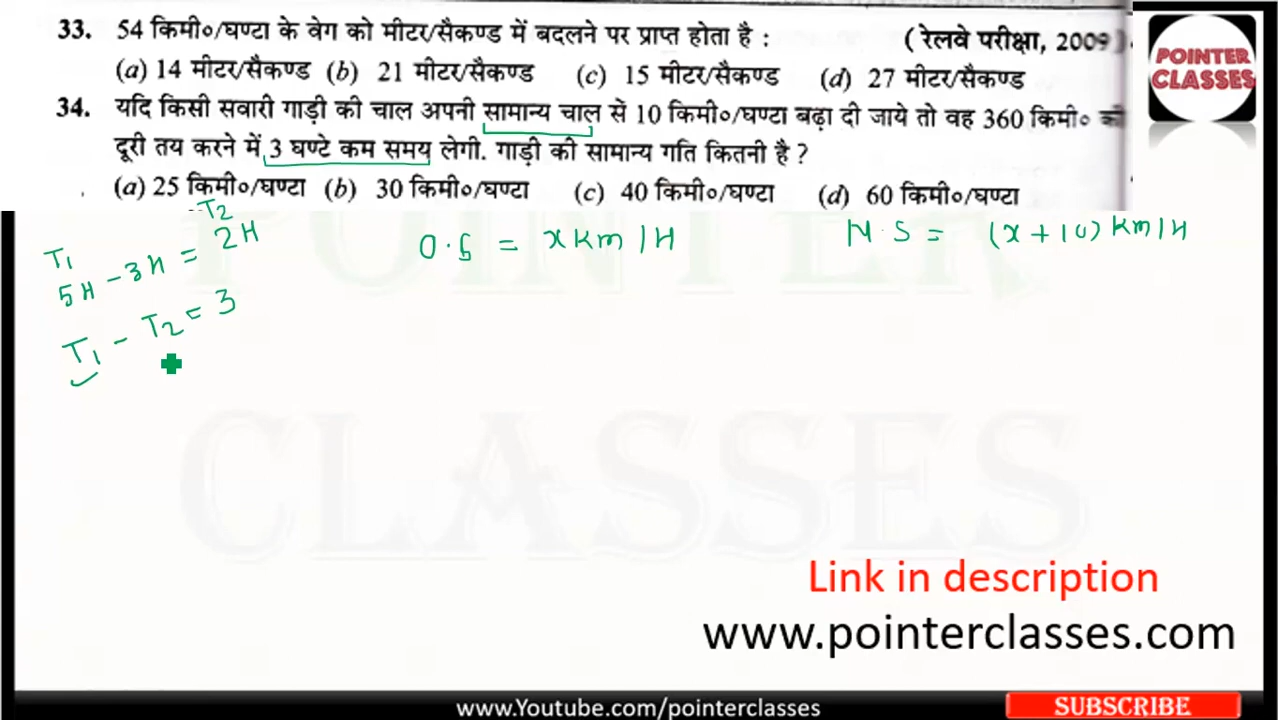 33. 54 किमी०/घण्टा के वेग को मीटर/सैकण्ड में बदलने पर प्राप्त होता है :
( रेलवे परीक्षा, 2009 )
(a) 14 मीटर/सैकण्ड (b) 21 मीटर/सैकण्ड (c) 15 मीटर/सैकण्ड (d) 27 मीटर/सैकण्ड
34. यदि किसी सवारी गाड़ी की चाल अपनी सामान्य चाल सें 10 किमी०/घण्टा बढ़ा दी जाये तो वह 360 किमी० की
दूरी तय करने में 3 घण्टे कम समय लेगी. गाड़ी की सामान्य गति कितनी है ?
(a) 25 किमी०/घण्टा (b) 30 किमी०/घण्टा (c) 40 किमी०/घण्टा (d) 60 किमी०/घण्टा
POINTER
CLASSES
T1 T2
5H - 3H = 2H
O.S = x km/H
N.S = (x+10) km/H
T1 - T2 = 3
POINTER
CLASSES
Link in description
www.pointerclasses.com
www.Youtube.com/pointerclasses
SUBSCRIBE